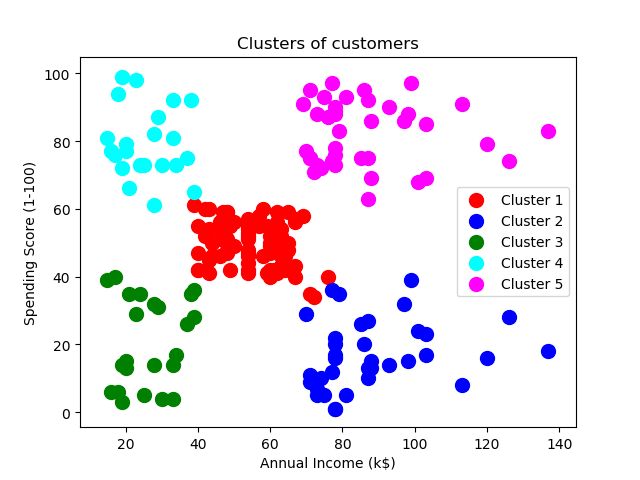 Clusters of customers
Spending Score (1-100)
100
80
60
40
20
0
Cluster 1
Cluster 2
Cluster 3
Cluster 4
Cluster 5
20 40 60 80 100 120 140
Annual Income (k$)